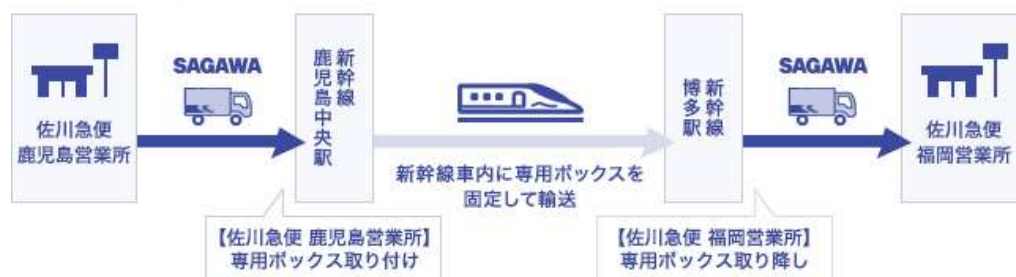 佐川急便
鹿児島営業所
SAGAWA
新幹線
鹿児島中央駅
新幹線車内に専用ボックスを
固定して輸送
新幹線
博多駅
SAGAWA
佐川急便
福岡営業所
【佐川急便 鹿児島営業所】
専用ボックス取り付け
【佐川急便 福岡営業所】
専用ボックス取り降し